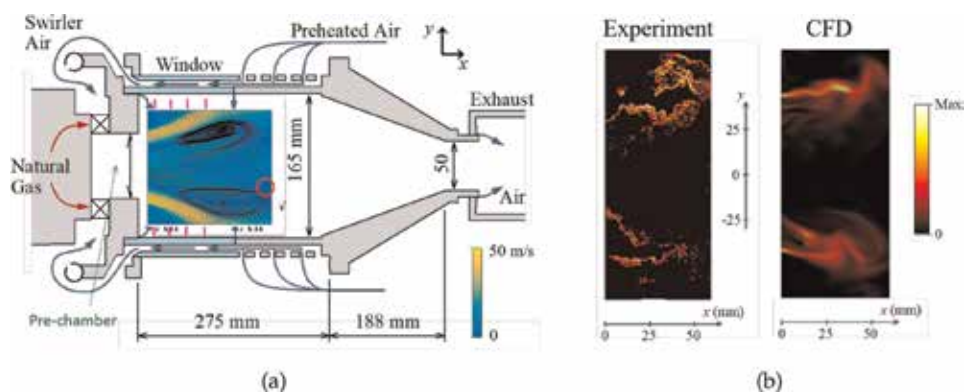 Swirler
Air
Preheated Air
y
x
Window
Exhaust
165 mm
50
Natural
Gas
Air
50 m/s
0
Pre-chamber
275 mm
188 mm
(a)
Experiment
CFD
y
25
0
-25
Max.
0
0
25
50
x (mm)
0
25
50
x (mm)
(b)